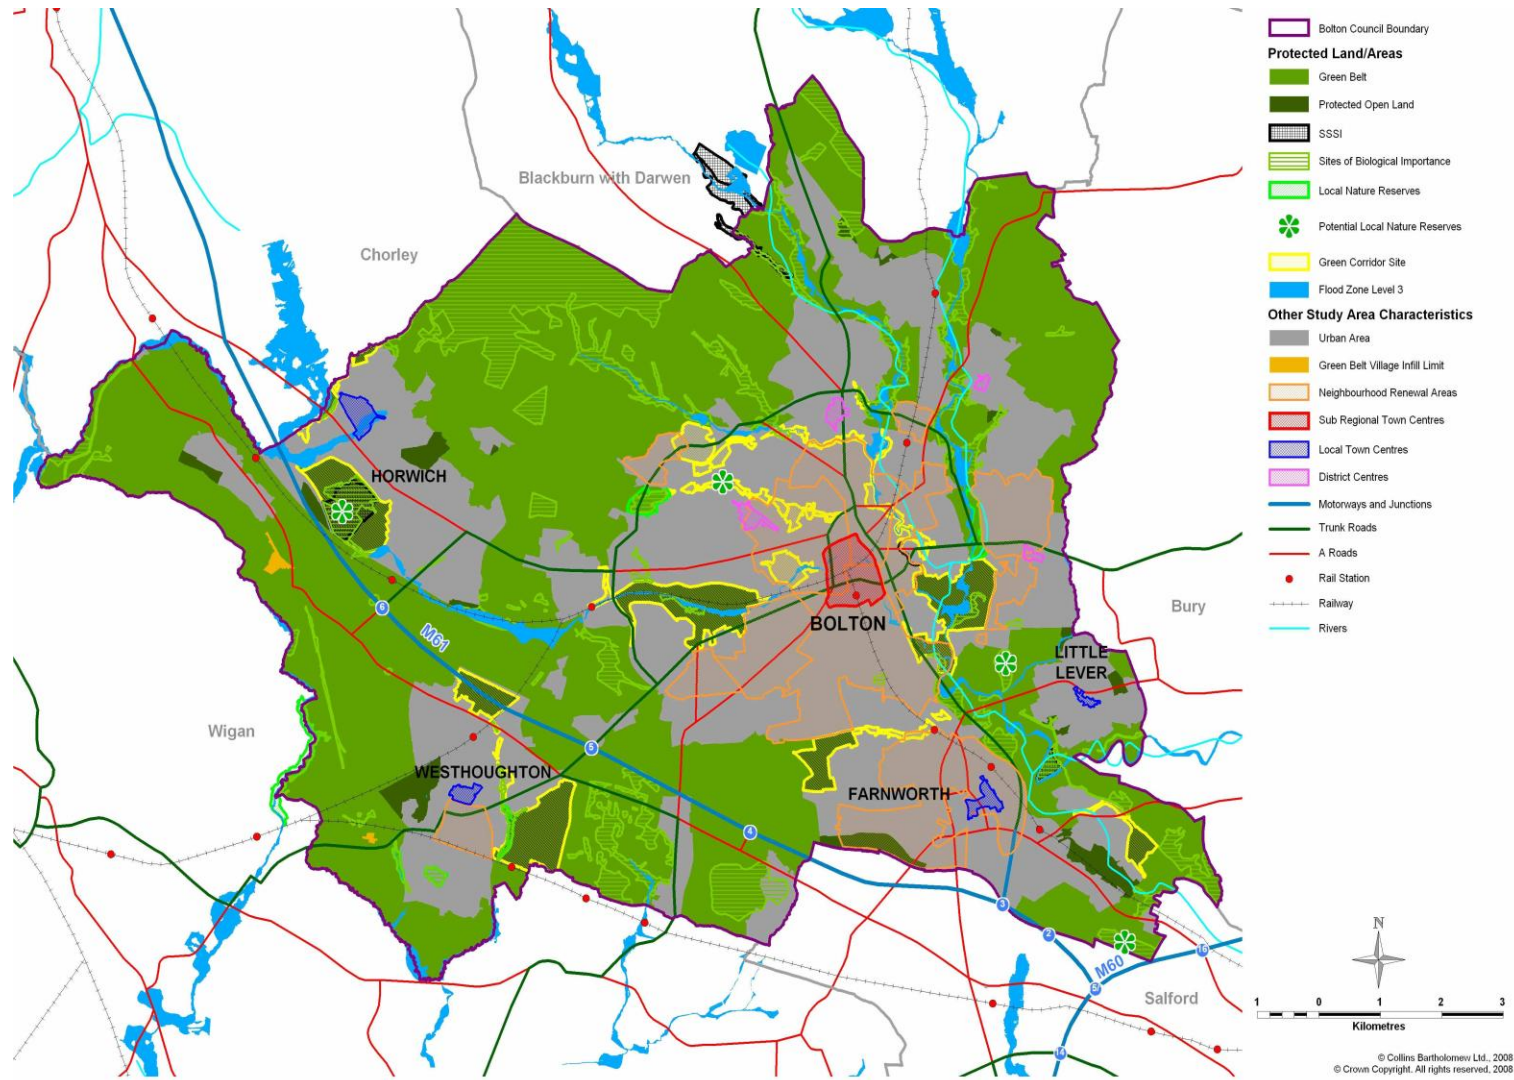 Blackburn with Darwen
Chorley
HORWICH
BOLTON
Bury
LITTLE
LEVER
6
M61
Wigan
5
WESTHOUGHTON
FARNWORTH
4
3
2
M60
15
Salford
14
Bolton Council Boundary
Protected Land/Areas
Green Belt
Protected Open Land
SSSI
Sites of Biological Importance
Local Nature Reserves
Potential Local Nature Reserves
Green Corridor Site
Flood Zone Level 3
Other Study Area Characteristics
Urban Area
Green Belt Village Infill Limit
Neighbourhood Renewal Areas
Sub Regional Town Centres
Local Town Centres
District Centres
Motorways and Junctions
Trunk Roads
A Roads
Rail Station
Railway
Rivers
N
1 0 1 2 3
Kilometres
© Collins Bartholomew Ltd., 2008
© Crown Copyright. All rights reserved, 2008